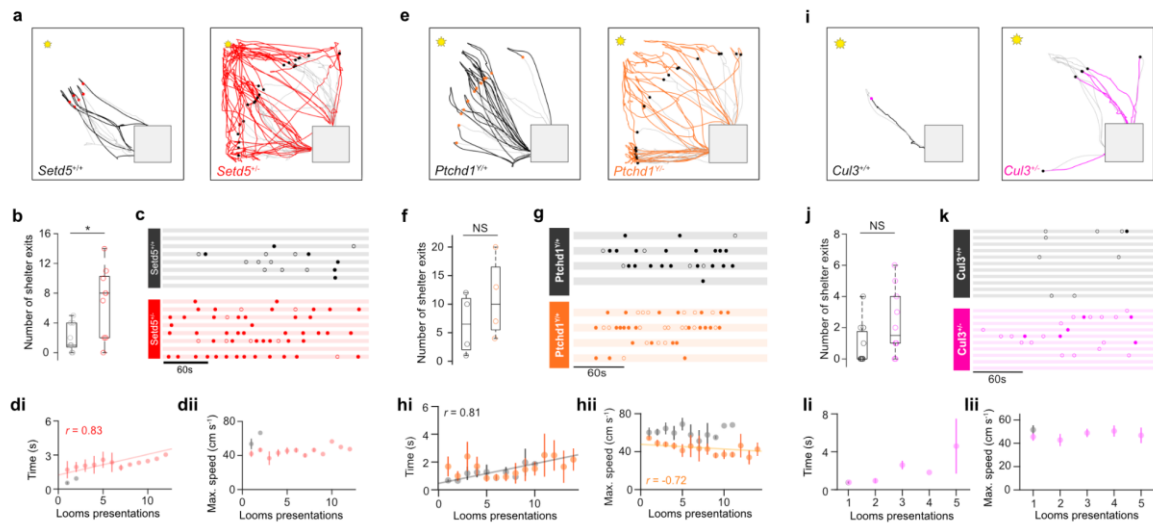 a
Setd5+/+
Setd5+/-
e
Ptchd1Y/+
Ptchd1Y/-
i
Cul3+/+
Cul3+/-
b
Number of shelter exits
16
12
8
4
0
*
c
Setd5+/+
Setd5+/-
60s
f
Number of shelter exits
20
15
10
5
0
NS
g
Ptchd1Y/+
Ptchd1Y/+
60s
j
Number of shelter exits
8
6
4
2
0
NS
k
Cul3+/+
Cul3+/-
60s
di
Time (s)
6
4
2
0
r = 0.83
0 5 10
Looms presentations
dii
Max. speed (cm s-1)
80
40
0
0 5 10
Looms presentations
hi
Time (s)
6
4
2
0
r = 0.81
0 5 10
Looms presentations
hii
Max. speed (cm s-1)
80
60
40
20
0
r = -0.72
0 5 10
Looms presentations
li
Time (s)
8
4
0
1 2 3 4 5
Looms presentations
lii
Max. speed (cm s-1)
60
40
20
0
1 2 3 4 5
Looms presentations